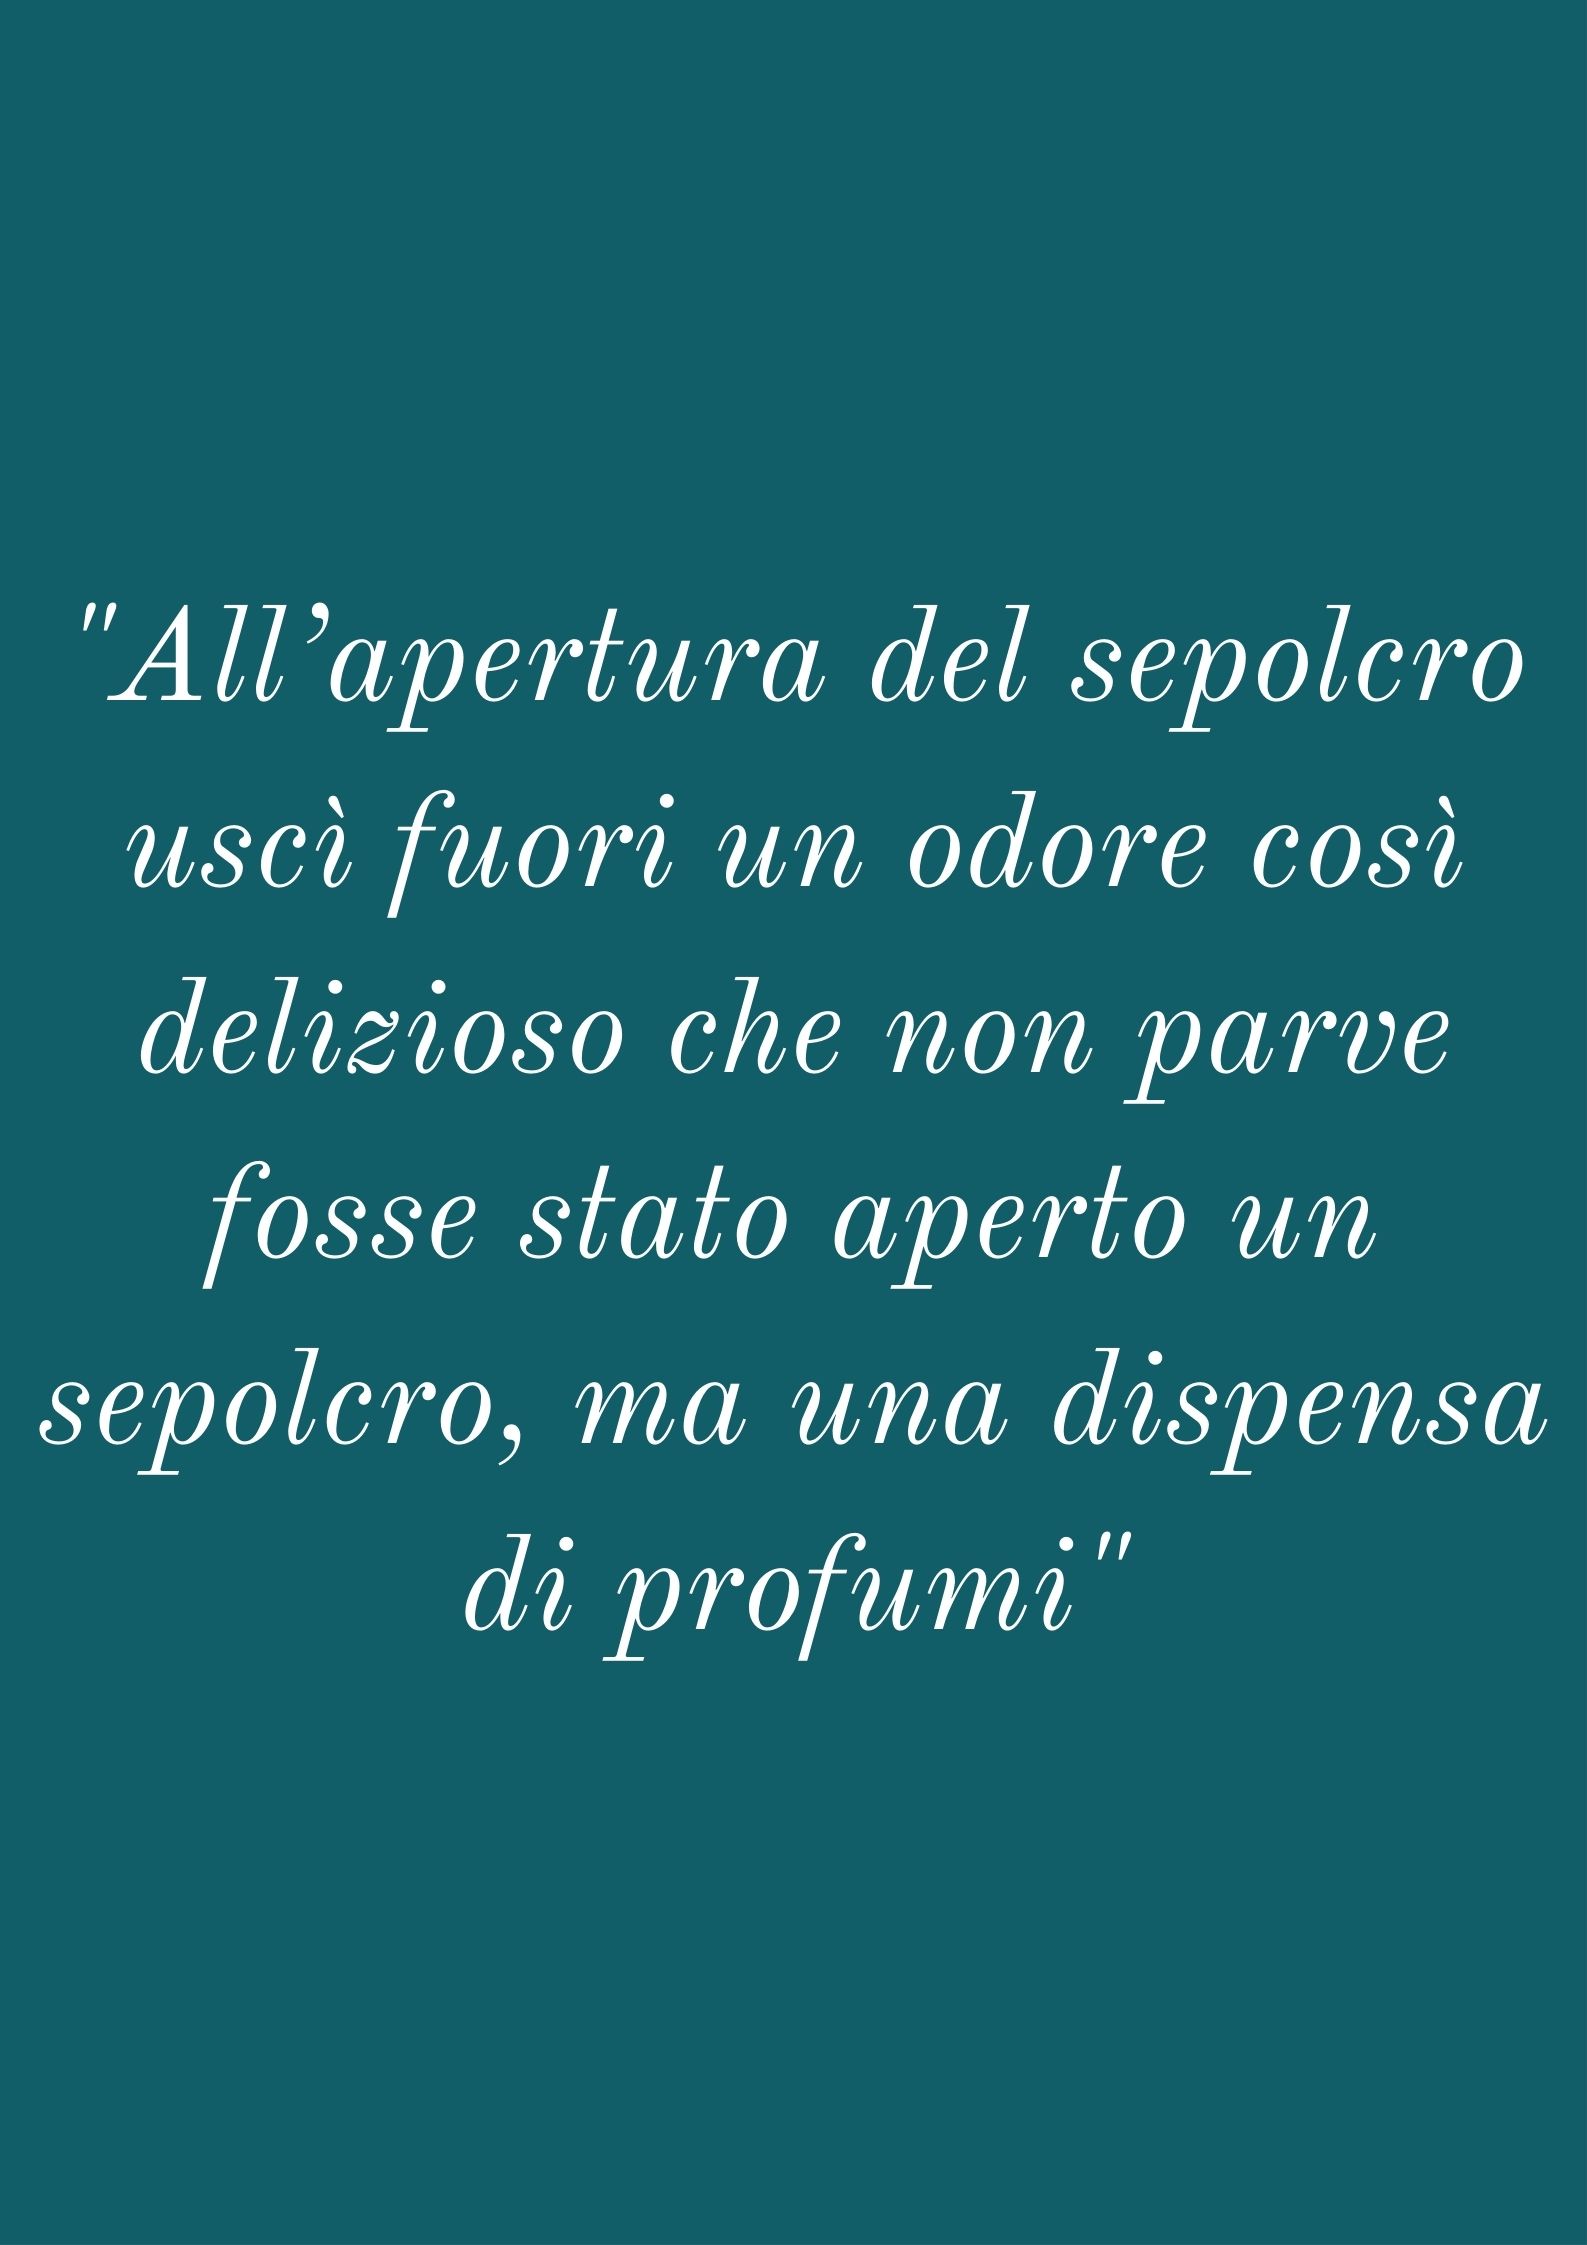 "All’apertura del sepolcro
uscì fuori un odore così
delizioso che non parve
fosse stato aperto un
sepolcro, ma una dispensa
di profumi"